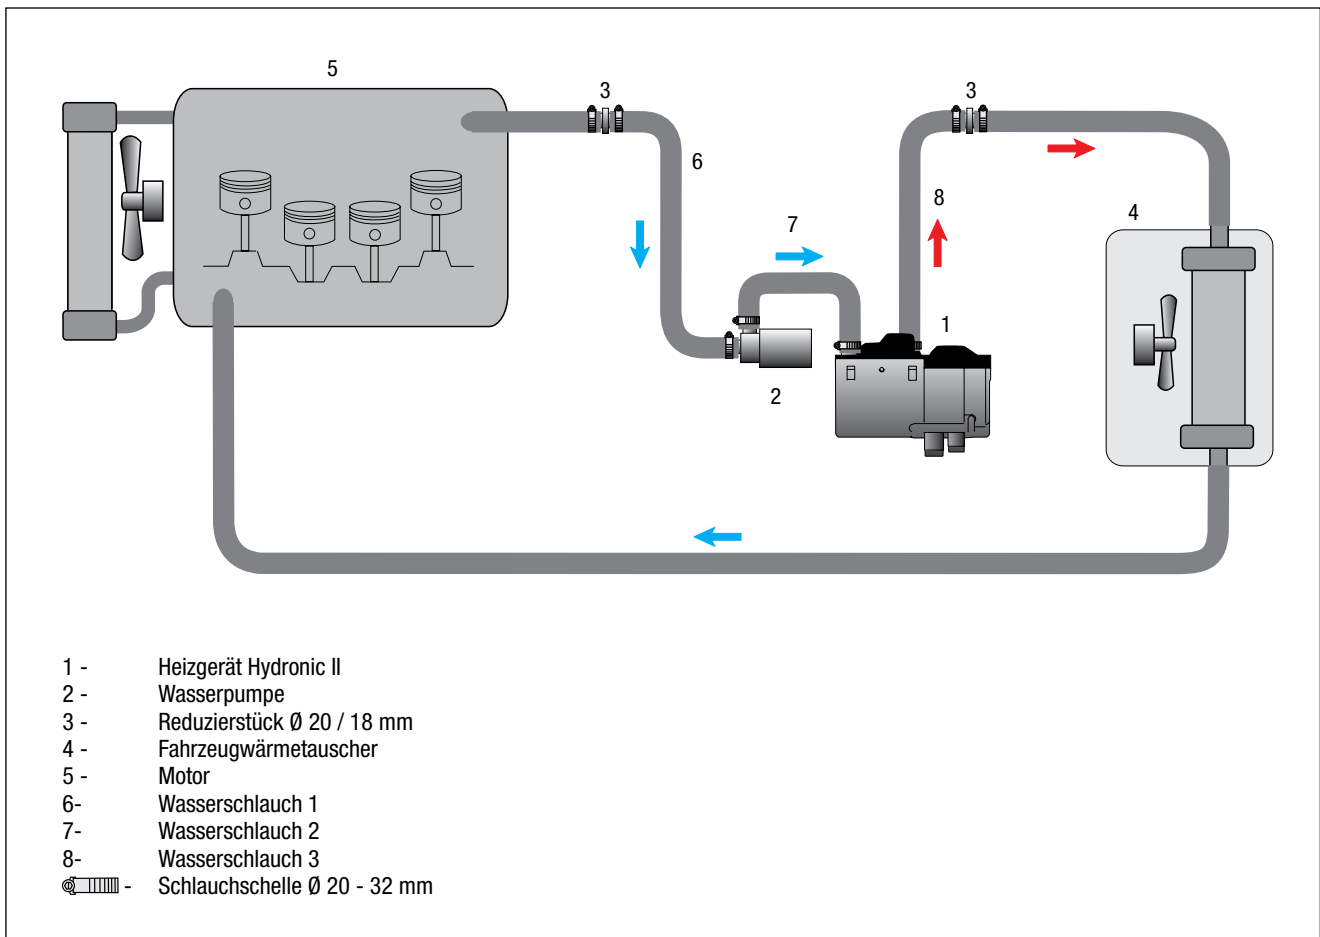 5
3
3
6
8
7
4
1
2
1 - Heizgerät Hydronic II
2 - Wasserpumpe
3 - Reduzierstück Ø 20 / 18 mm
4 - Fahrzeugwärmetauscher
5 - Motor
6- Wasserschlauch 1
7- Wasserschlauch 2
8- Wasserschlauch 3
- Schlauchschelle Ø 20 - 32 mm